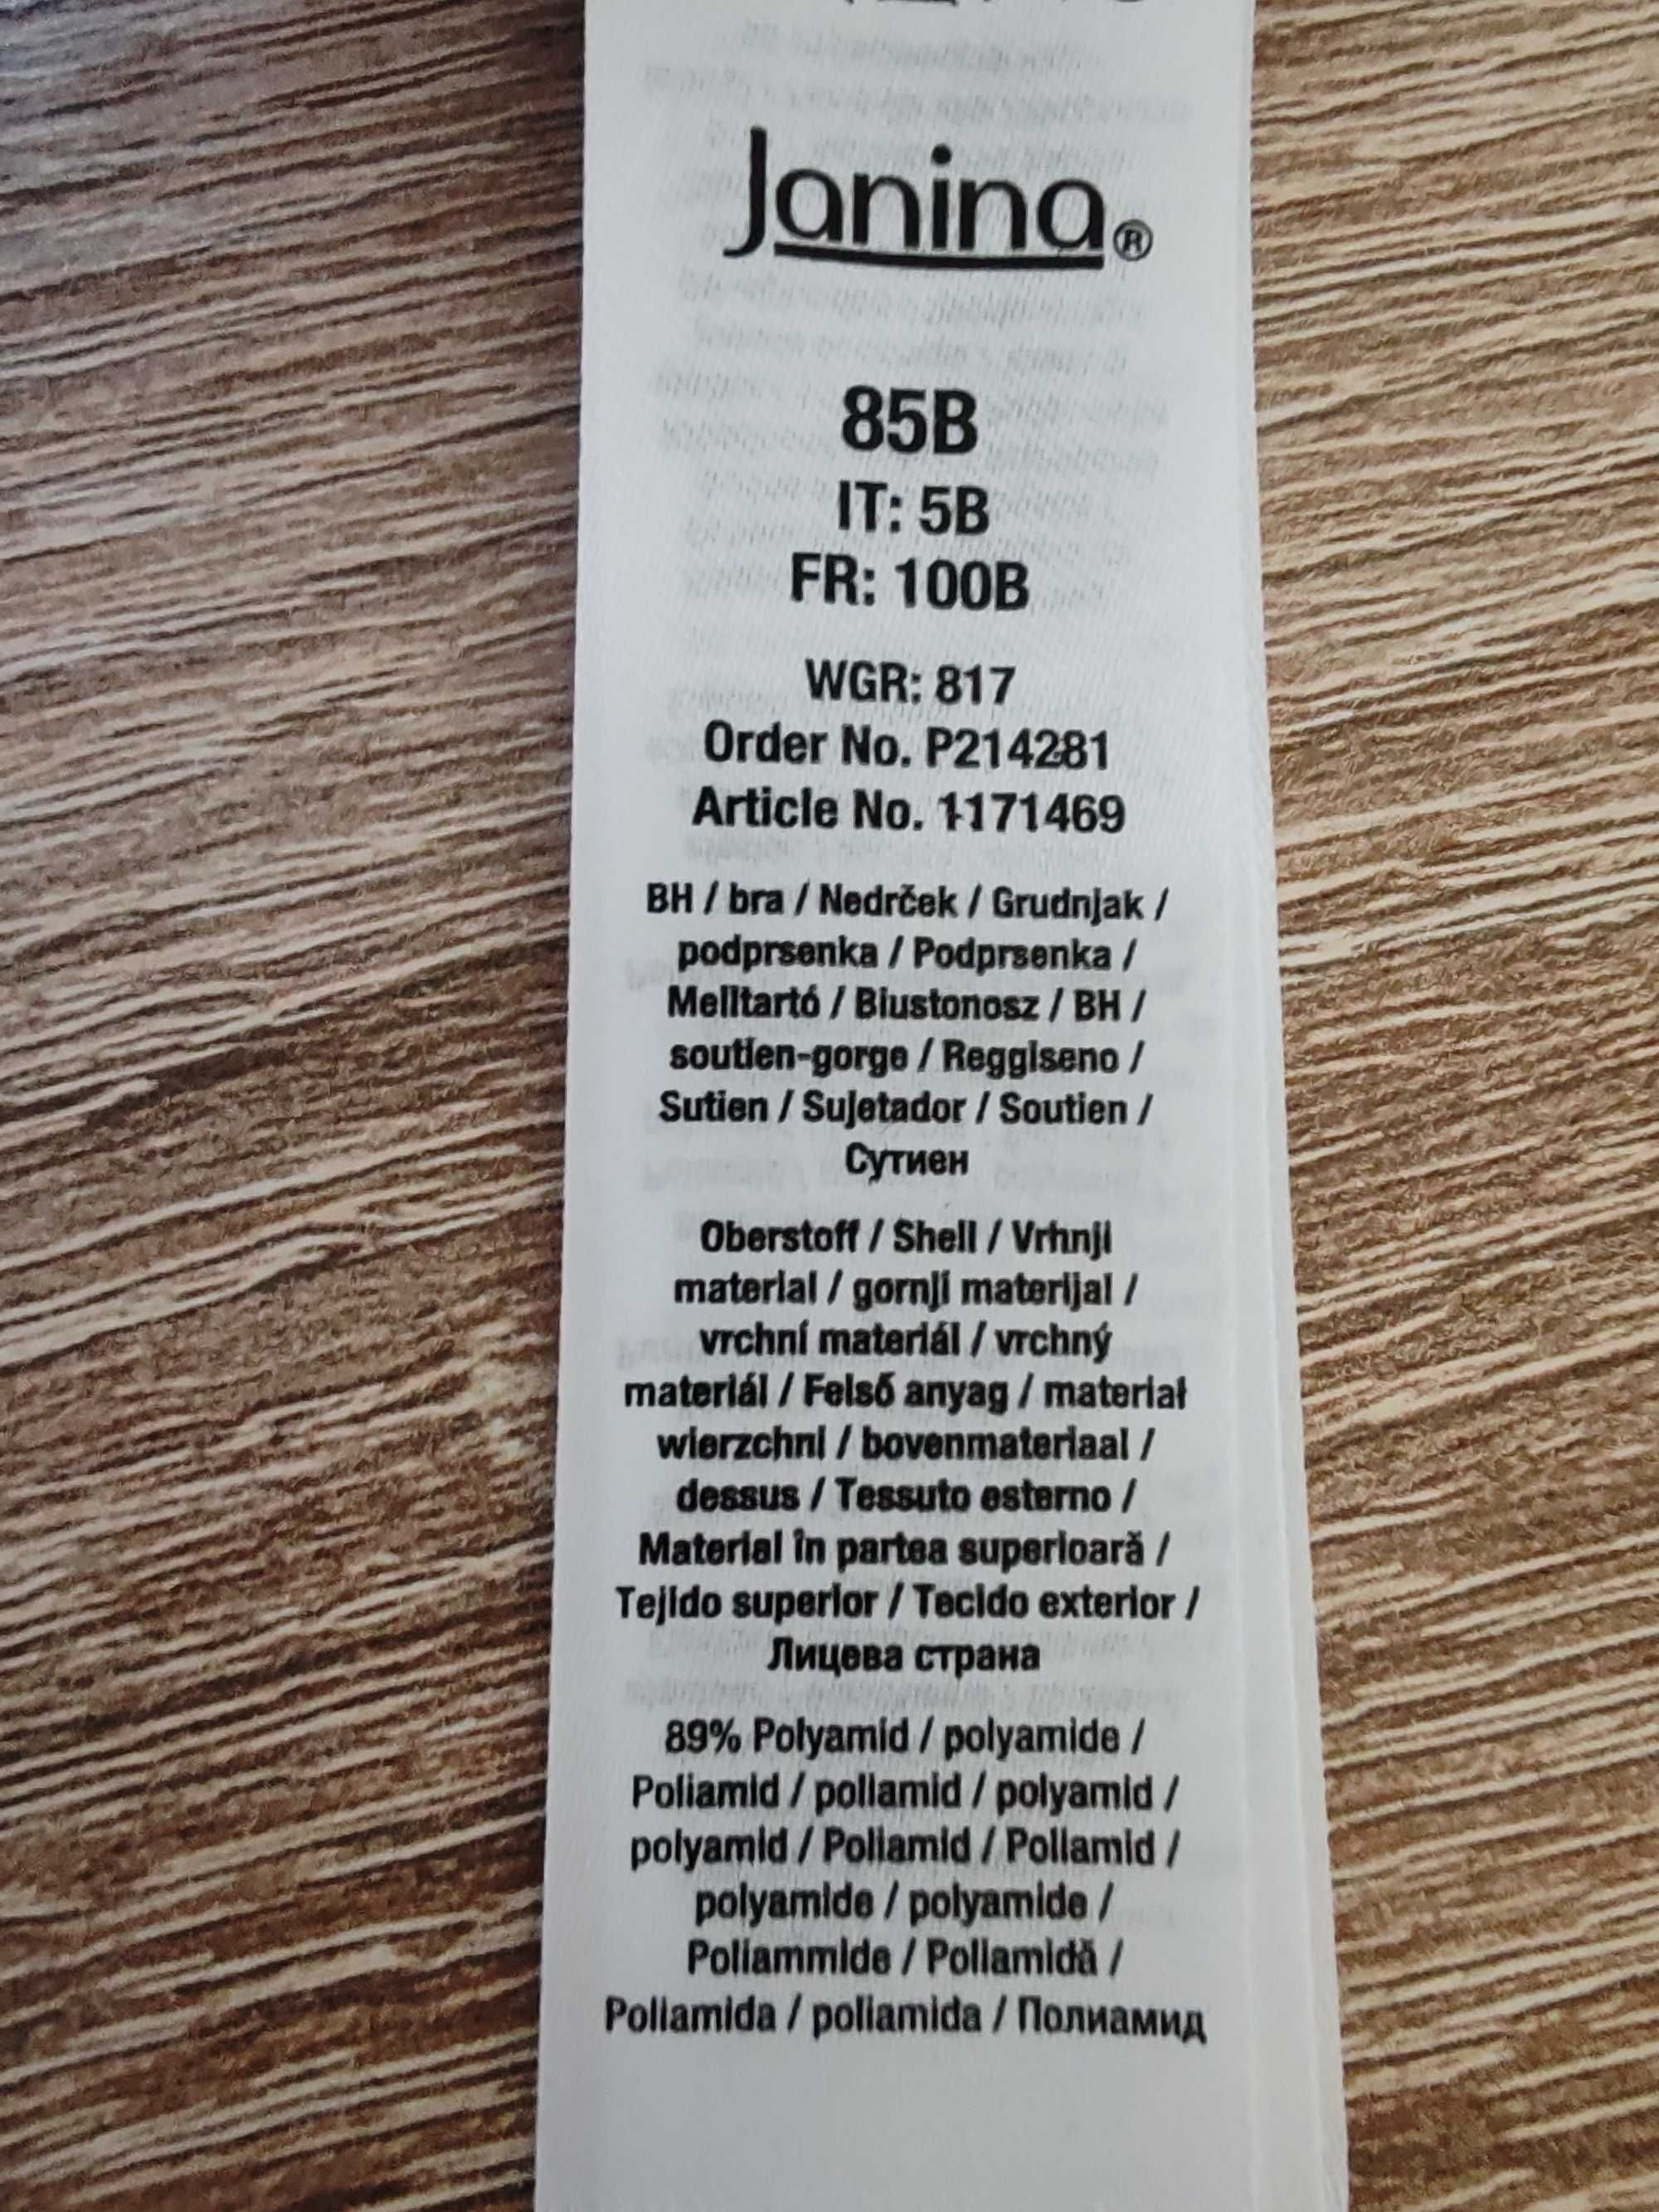 Janina®
85B
IT: 5B
FR: 100B
WGR: 817
Order No. P214281
Article No. 1171469
BH / bra / Nedrček / Grudnjak /
podprsenka / Podprsenka /
Melltartó / Biustonosz / BH /
soutien-gorge / Reggiseno /
Sutien / Sujetador / Soutien /
Сутиен
Oberstoff / Shell / Vrhnji
material / gornji materijal /
vrchní materiál / vrchný
materiál / Felső anyag / materiał
wierzchni / bovenmateriaal /
dessus / Tessuto esterno /
Material în partea superioară /
Tejido superior / Tecido exterior /
Лицева страна
89% Polyamid / polyamide /
Poliamid / poliamid / polyamid /
polyamid / Poliamid / Poliamid /
polyamide / polyamide /
Poliammide / Poliamidă /
Poliamida / poliamida / Полиамид